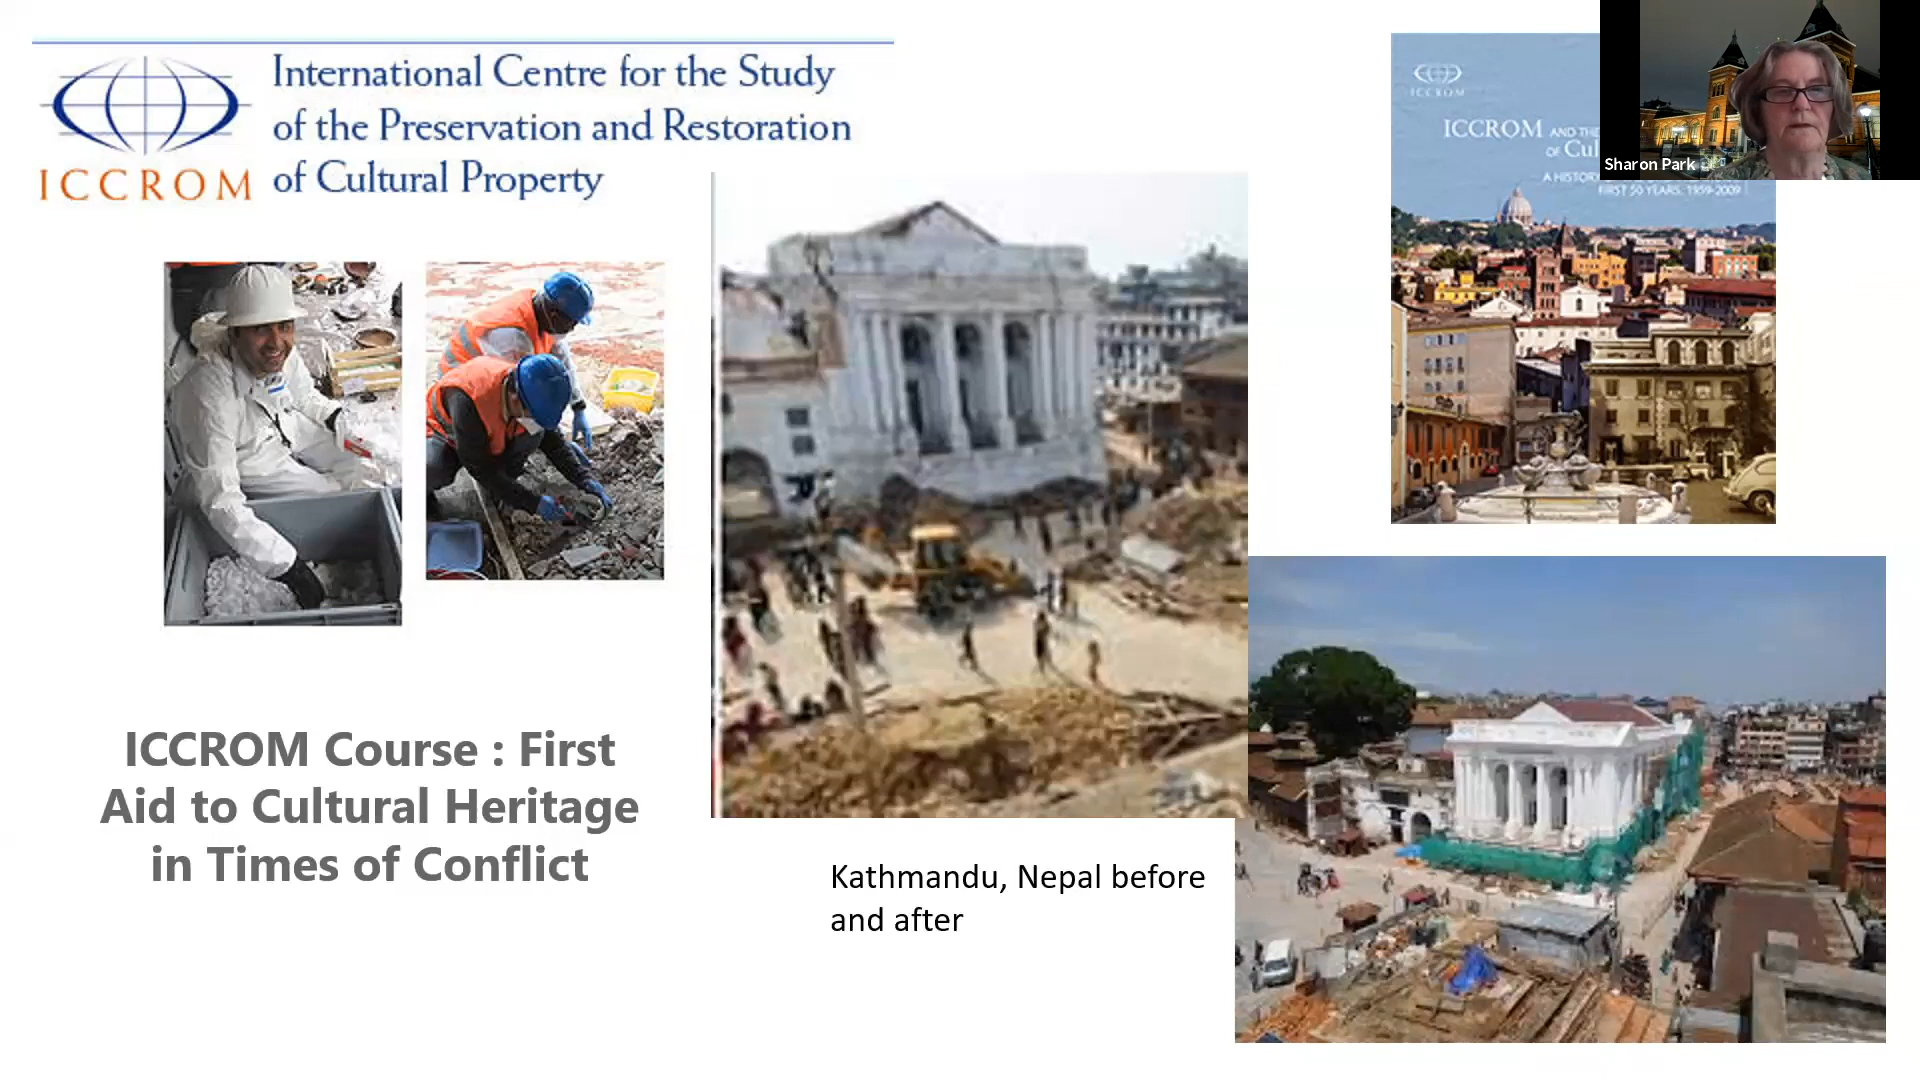 International Centre for the Study
of the Preservation and Restoration
of Cultural Property
ICCROM
ICCROM
ICCROM AND THE
OF
A HISTORY
FIRST 50 YEARS, 1959-2009
Sharon Park
ICCROM Course : First
Aid to Cultural Heritage
in Times of Conflict
Kathmandu, Nepal before
and after